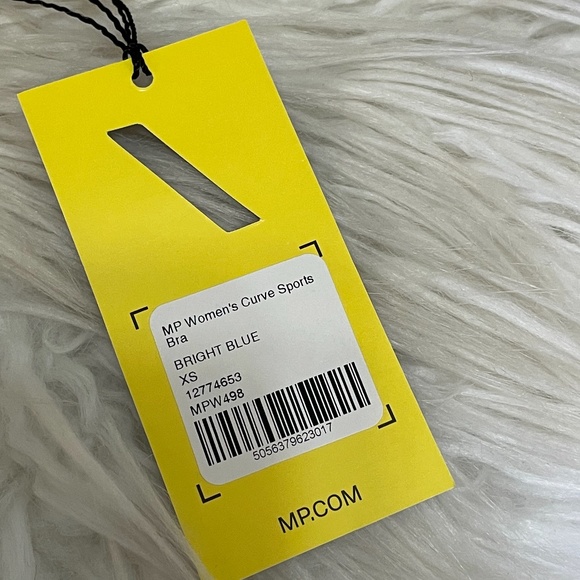 MP Women's Curve Sports
Bra
BRIGHT BLUE
XS
12774653
MPW498
5056379623017
MP.COM